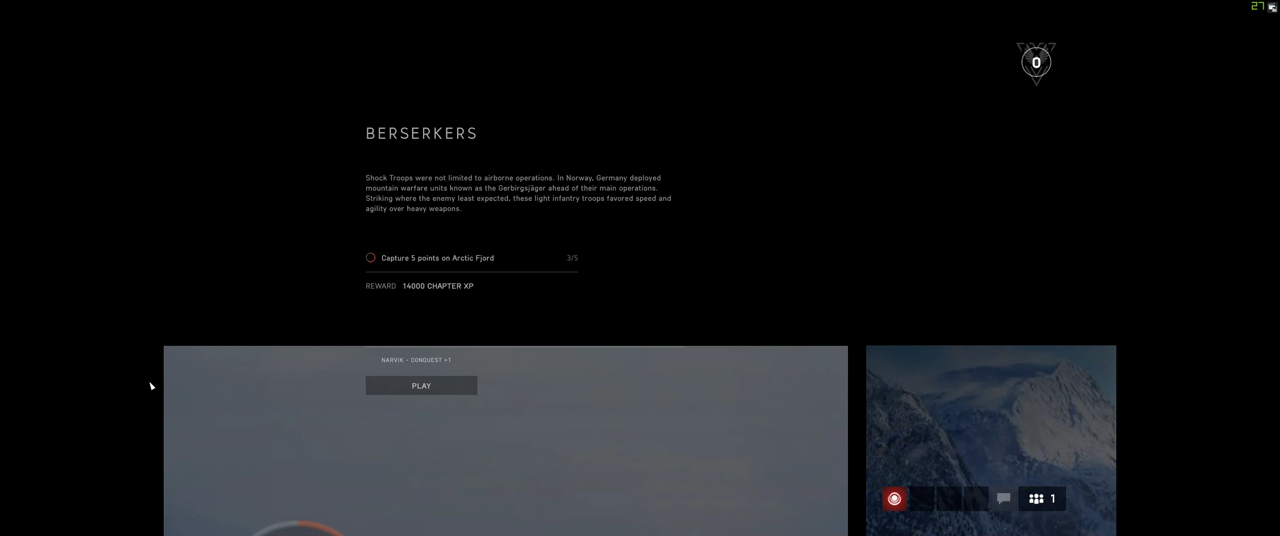 27
0
BERSERKERS
Shock Troops were not limited to airborne operations. In Norway, Germany deployed
mountain warfare units known as the Gerbirgsjäger ahead of their main operations.
Striking where the enemy least expected, these light infantry troops favored speed and
agility over heavy weapons.
Capture 5 points on Arctic Fjord 3/5
REWARD 14000 CHAPTER XP
NARVIK - CONQUEST +1
PLAY
1